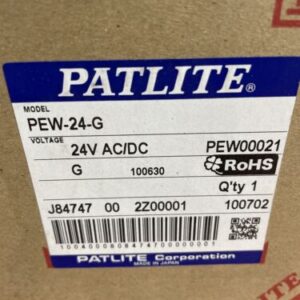 PATLITE®
MODEL
PEW-24-G
VOLTAGE
24V AC/DC PEW00021
G 100630 RoHS
Q'ty 1
J84747 00 2Z00001 100702
PATLITE Corporation
MADE IN JAPAN